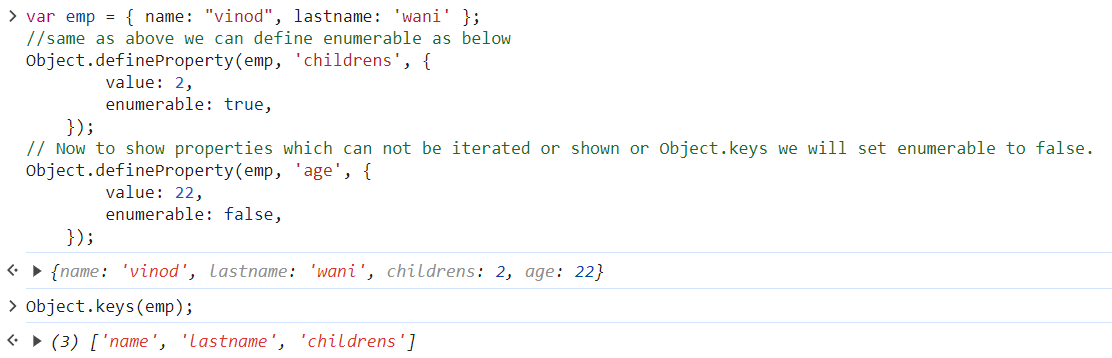 > var emp = { name: "vinod", lastname: 'wani' };
//same as above we can define enumerable as below
Object.defineProperty(emp, 'childrens', {
        value: 2,
        enumerable: true,
    });
// Now to show properties which can not be iterated or shown or Object.keys we will set enumerable to false.
Object.defineProperty(emp, 'age', {
        value: 22,
        enumerable: false,
    });
{name: 'vinod', lastname: 'wani', childrens: 2, age: 22}
> Object.keys(emp);
(3) ['name', 'lastname', 'childrens']